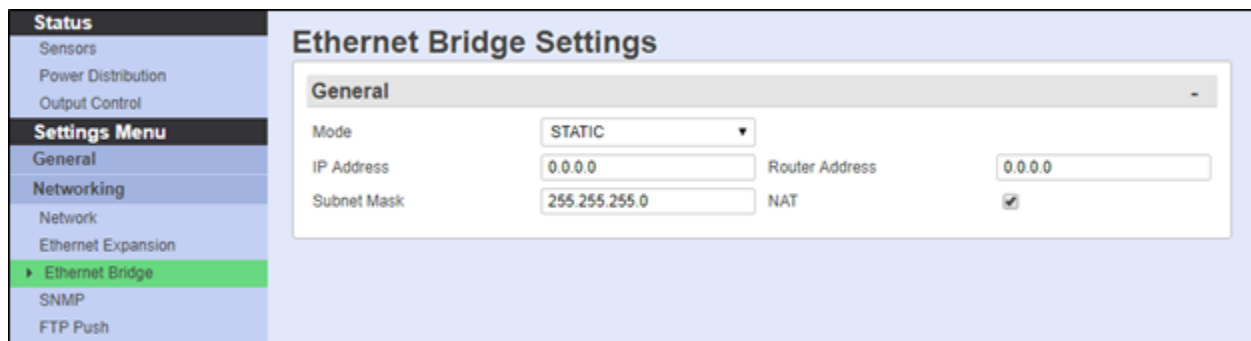 Status
Sensors
Power Distribution
Output Control
Settings Menu
General
Networking
Network
Ethernet Expansion
Ethernet Bridge
SNMP
FTP Push
Ethernet Bridge Settings
General -
Mode STATIC
IP Address 0.0.0.0 Router Address 0.0.0.0
Subnet Mask 255.255.255.0 NAT